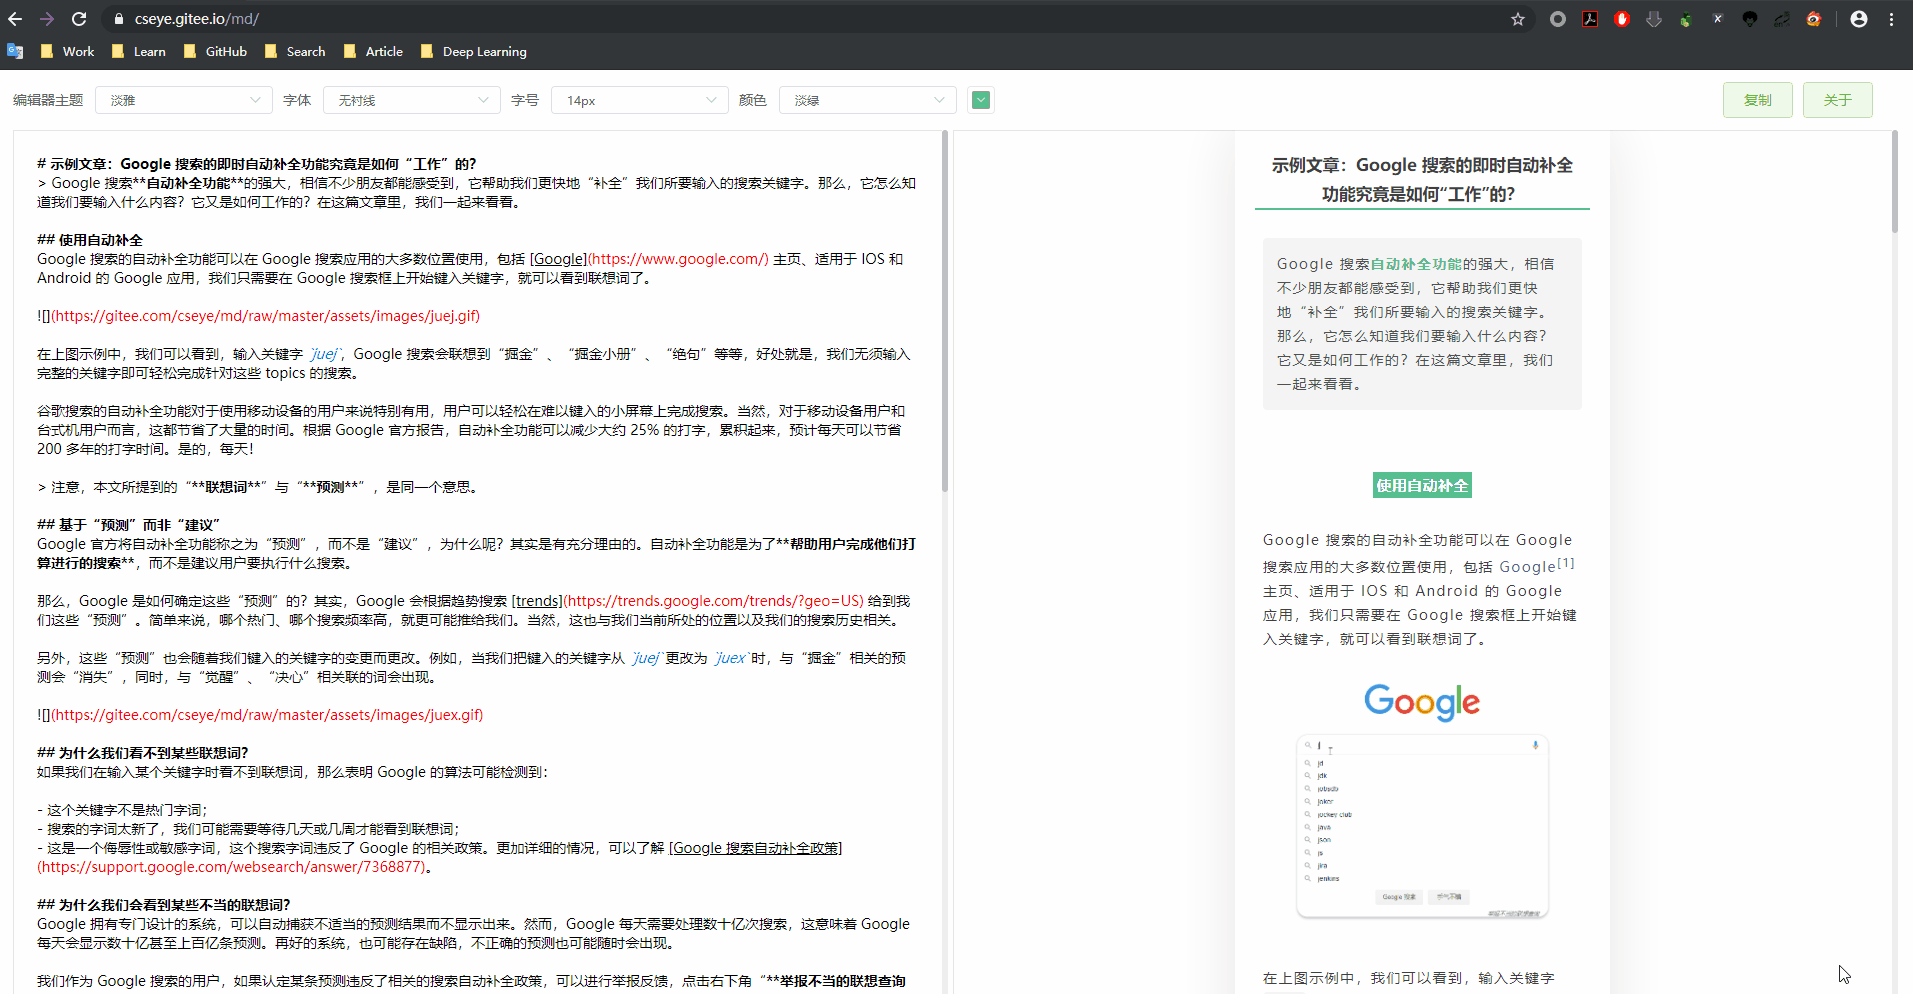 cseye.gitee.io/md/
Work Learn GitHub Search Article Deep Learning
编辑器主题 淡雅 字体 无衬线 字号 14px 颜色 淡绿 复制 关于
# 示例文章：Google 搜索的即时自动补全功能究竟是如何“工作”的？
> Google 搜索**自动补全功能**的强大，相信不少朋友都能感受到，它帮助我们更快地“补全”我们所要输入的搜索关键字。那么，它怎么知
道我们要输入什么内容？它又是如何工作的？在这篇文章里，我们一起来看看。
## 使用自动补全
Google 搜索的自动补全功能可以在 Google 搜索应用的大多数位置使用，包括 [Google](https://www.google.com/) 主页、适用于 IOS 和
Android 的 Google 应用，我们只需要在 Google 搜索框上开始键入关键字，就可以看到联想词了。
![](https://gitee.com/cseye/md/raw/master/assets/images/juej.gif)
在上图示例中，我们可以看到，输入关键字 `juej`，Google 搜索会联想到“掘金”、“掘金小册”、“绝句”等等，好处就是，我们无须输入
完整的关键字即可轻松完成针对这些 topics 的搜索。
谷歌搜索的自动补全功能对于使用移动设备的用户来说特别有用，用户可以轻松在难以键入的小屏幕上完成搜索。当然，对于移动设备用户和
台式机用户而言，这都节省了大量的时间。根据 Google 官方报告，自动补全功能可以减少大约 25% 的打字，累积起来，预计每天可以节省
200 多年的打字时间。是的，每天！
> 注意，本文所提到的“**联想词**”与“**预测**”，是同一个意思。
## 基于“预测”而非“建议”
Google 官方将自动补全功能称之为“预测”，而不是“建议”，为什么呢？其实是有充分理由的。自动补全功能是为了**帮助用户完成他们打
算进行的搜索**，而不是建议用户要执行什么搜索。
那么，Google 是如何确定这些“预测”的？其实，Google 会根据趋势搜索 [trends](https://trends.google.com/trends/?geo=US) 给到我
们这些“预测”。简单来说，哪个热门、哪个搜索频率高，就更可能推给我们。当然，这也与我们当前所处的位置以及我们的搜索历史相关。
另外，这些“预测”也会随着我们键入的关键字的变更而更改。例如，当我们把键入的关键字从 `juej` 更改为 `juex` 时，与“掘金”相关的预
测会“消失”，同时，与“觉醒”、“决心”相关联的词会出现。
![](https://gitee.com/cseye/md/raw/master/assets/images/juex.gif)
## 为什么我们看不到某些联想词？
如果我们在输入某个关键字时看不到联想词，那么表明 Google 的算法可能检测到：
- 这个关键字不是热门字词；
- 搜索的字词太新了，我们可能需要等待几天或几周才能看到联想词；
- 这是一个侮辱性或敏感字词，这个搜索字词违反了 Google 的相关政策。更加详细的情况，可以了解 [Google 搜索自动补全政策]
(https://support.google.com/websearch/answer/7368877)。
## 为什么我们会看到某些不当的联想词？
Google 拥有专门设计的系统，可以自动捕获不适当的预测结果而不显示出来。然而，Google 每天需要处理数十亿次搜索，这意味着 Google
每天会显示数十亿甚至上百亿条预测。再好的系统，也可能存在缺陷，不正确的预测也可能随时会出现。
我们作为 Google 搜索的用户，如果认定某条预测违反了相关的搜索自动补全政策，可以进行举报反馈，点击右下角“**举报不当的联想查询
示例文章：Google 搜索的即时自动补全
功能究竟是如何“工作”的？
Google 搜索自动补全功能的强大，相信
不少朋友都能感受到，它帮助我们更快
地“补全”我们所要输入的搜索关键字。
那么，它怎么知道我们要输入什么内容？
它又是如何工作的？在这篇文章里，我们
一起来看看。
使用自动补全
Google 搜索的自动补全功能可以在 Google
搜索应用的大多数位置使用，包括 Google[1]
主页、适用于 IOS 和 Android 的 Google
应用，我们只需要在 Google 搜索框上开始键
入关键字，就可以看到联想词了。
Google
j
jd
jdk
jobsdb
joker
jockey club
java
json
js
jira
jenkins
Google 搜索 手气不错
举报不当的联想查询
在上图示例中，我们可以看到，输入关键字